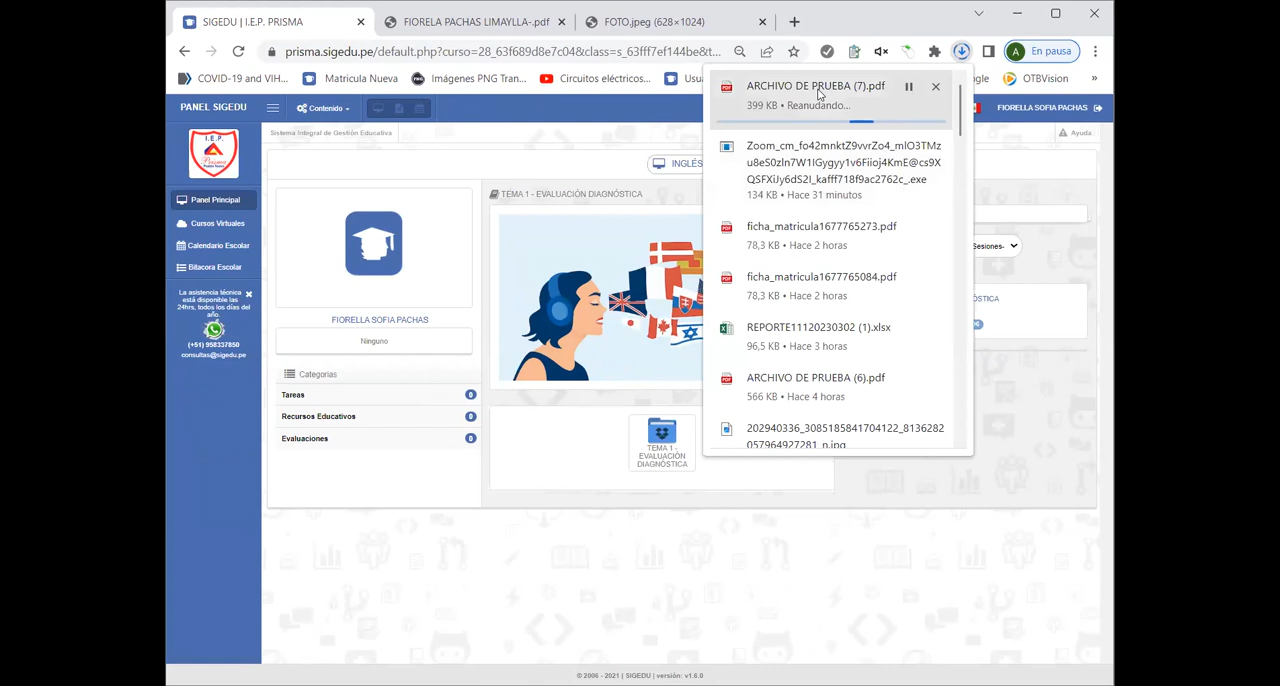 SIGEDU | I.E.P. PRISMA
FIORELA PACHAS LIMAYLLA-.pdf
FOTO.jpeg (628×1024)
prisma.sigedu.pe/default.php?curso=28_63f689d8e7c04&class=s_63fff7ef144be&t...
A En pausa
COVID-19 and VIH...
Matricula Nueva
Imágenes PNG Tran...
Circuitos eléctricos...
Usu
gle
OTBVision
»
PANEL SIGEDU
Contenido
FIORELLA SOFIA PACHAS
Sistema Integral de Gestión Educativa
Ayuda
I.E.P.
Prisma
Panel Principal
Cursos Virtuales
Calendario Escolar
Bitacora Escolar
La asistencia técnica
está disponible las
24hrs, todos los días del
año.
(+51) 958337850
consultas@sigedu.pe
FIORELLA SOFIA PACHAS
Ninguno
Categorias
Tareas 0
Recursos Educativos 0
Evaluaciones 0
INGLÉS
TEMA 1 - EVALUACIÓN DIAGNÓSTICA
TEMA 1 -
EVALUACIÓN
DIAGNÓSTICA
ARCHIVO DE PRUEBA (7).pdf
399 KB • Reanudando...
Zoom_cm_fo42mnktZ9vvrZo4_mlO3TMz
u8eS0zln7W1IGygyy1v6Fiioj4KmE@cs9X
QSFXiJy6dS2I_kafff718f9ac2762c_.exe
134 KB • Hace 31 minutos
ficha_matricula1677765273.pdf
78,3 KB • Hace 2 horas
ficha_matricula1677765084.pdf
78,3 KB • Hace 2 horas
REPORTE11120230302 (1).xlsx
96,5 KB • Hace 3 horas
ARCHIVO DE PRUEBA (6).pdf
566 KB • Hace 4 horas
202940336_3085185841704122_8136282
057964927281_n.jpg
Sesiones-
ÓSTICA
© 2006 - 2021 | SIGEDU | versión: v1.6.0